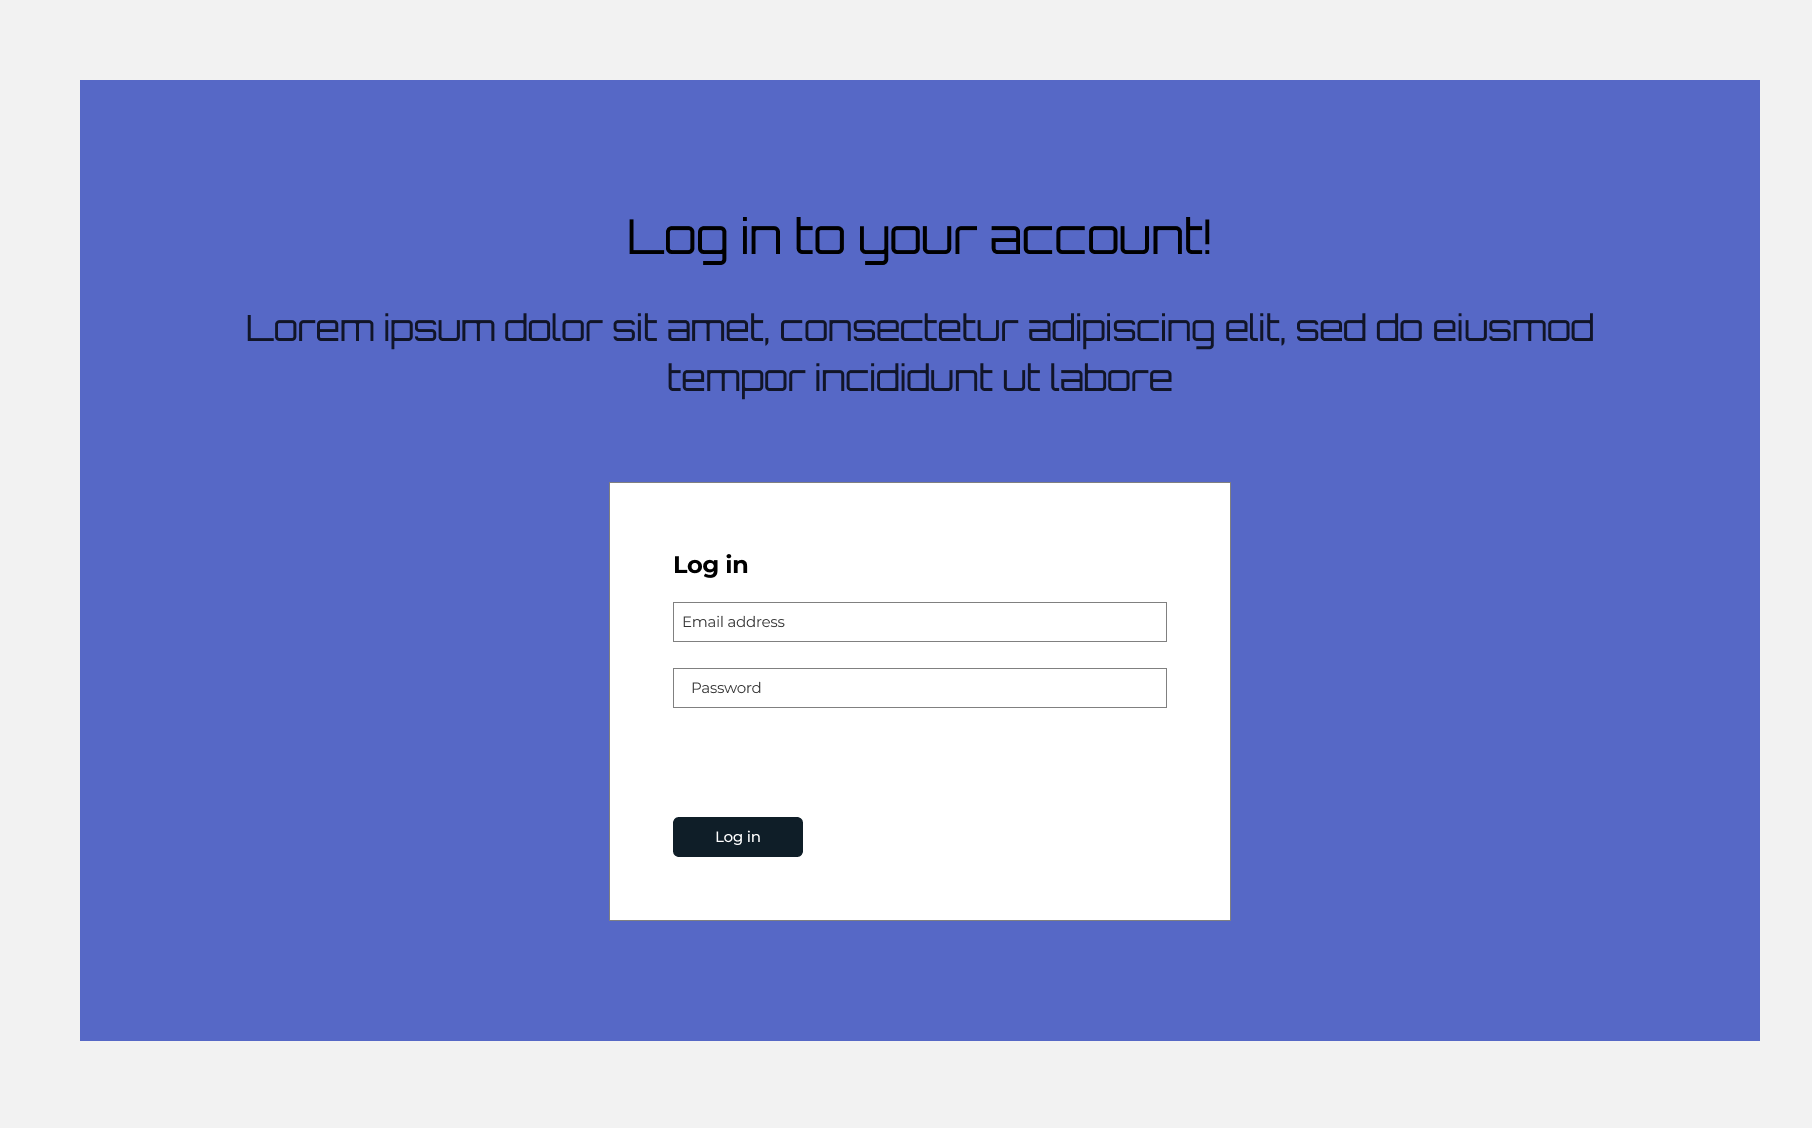 Log in to your account!
Lorem ipsum dolor sit amet, consectetur adipiscing elit, sed do eiusmod
tempor incididunt ut labore
Log in
Email address
Password
Log in